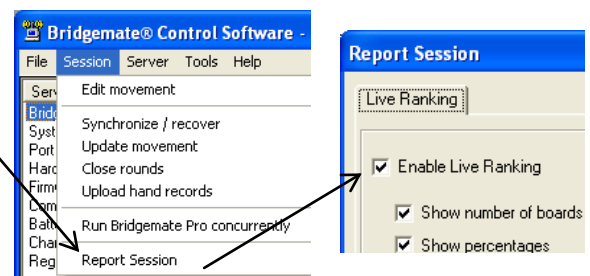 Bridgemate® Control Software -
File Session Server Tools Help
Edit movement
Synchronize / recover
Update movement
Close rounds
Upload hand records
Run Bridgemate Pro concurrently
Report Session
Port
Report Session
Live Ranking
Enable Live Ranking
Show number of boards
Show percentages